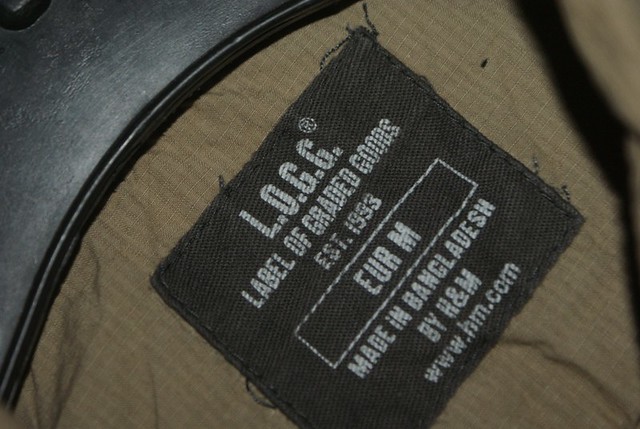 L.O.G.G.®
LABEL OF GRADED GOODS
EST. 1993
EUR M
MADE IN BANGLADESH
BY H&M
www.hm.com